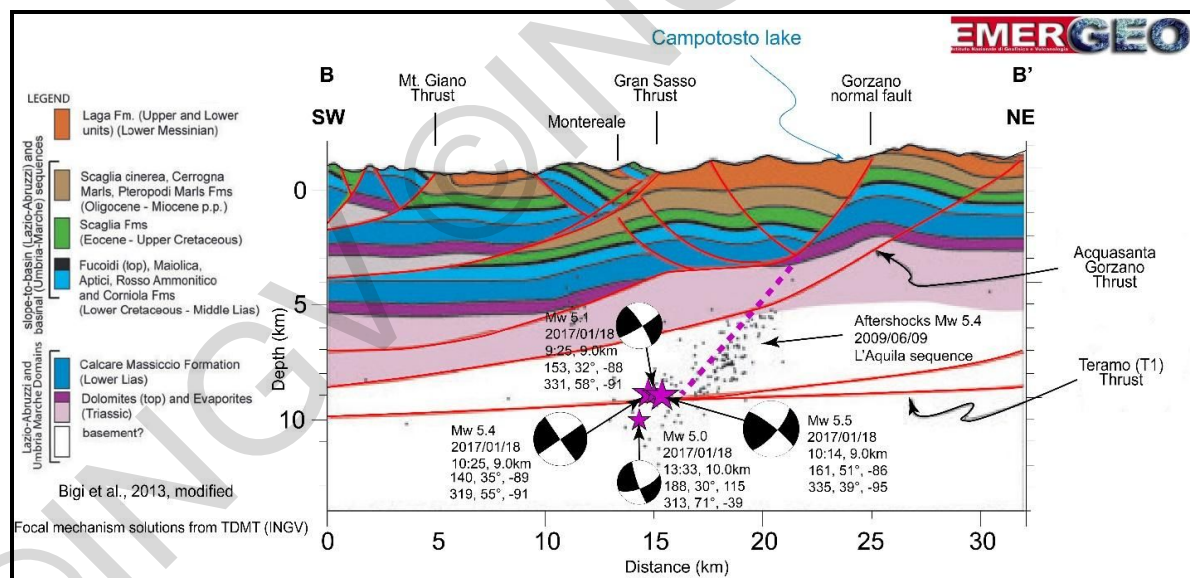 EMERGEO
Istituto Nazionale di Geofisica e Vulcanologia
Campotosto lake
B
SW
Mt. Giano
Thrust
Montereale
Gran Sasso
Thrust
Gorzano
normal fault
B'
NE
LEGEND
Laga Fm. (Upper and Lower
units) (Lower Messinian)
slope-to-basin (Lazio-Abruzzi) and
basinal (Umbria-Marche) sequences
Scaglia cinerea, Cerrogna
Marls, Pteropodi Marls Fms
(Oligocene - Miocene p.p.)
Scaglia Fms
(Eocene - Upper Cretaceous)
Fucoidi (top), Maiolica,
Aptici, Rosso Ammonitico
and Corniola Fms
(Lower Cretaceous - Middle Lias)
Lazio-Abruzzi and
Umbria Marche Domains
Calcare Massiccio Formation
(Lower Lias)
Dolomites (top) and Evaporites
(Triassic)
basement?
Bigi et al., 2013, modified
Focal mechanism solutions from TDMT (INGV)
Depth (km)
0
5
10
Mw 5.1
2017/01/18
9:25, 9.0km
153, 32°, -88
331, 58°, -91
Aftershocks Mw 5.4
2009/06/09
L'Aquila sequence
Acquasanta
Gorzano
Thrust
Teramo (T1)
Thrust
Mw 5.4
2017/01/18
10:25, 9.0km
140, 35°, -89
319, 55°, -91
Mw 5.0
2017/01/18
13:33, 10.0km
188, 30°, 115
313, 71°, -39
Mw 5.5
2017/01/18
10:14, 9.0km
161, 51°, -86
335, 39°, -95
0
5
10
15
20
25
30
Distance (km)
©INGV ©ING